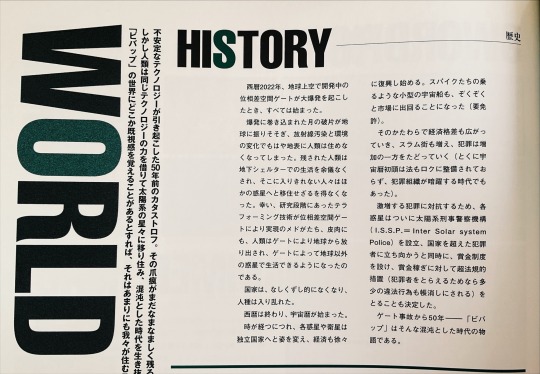 WORLD
不安定なテクノロジーが引き起こした50年前のカタストロフ。その爪痕がまだなまなましく残る
しかし人類は同じテクノロジーの力を借りて太陽系の星々に移り住み、混沌とした時代を生き抜
「ビバップ」の世界にどこか既視感を覚えることがあるとすれば、それはあまりにも我々が住む
HISTORY
歴史
西暦2022年、地球上空で開発中の
位相差空間ゲートが大爆発を起こし
たとき、すべては始まった。
爆発に巻き込まれた月の破片が地
球に振りそそぎ、放射線汚染と環境
の変化でもはや地表に人類は住めな
くなってしまった。残された人類は
地下シェルターでの生活を余儀なく
され、そこに入りきれない人々はほ
かの惑星へと移住せざるを得なくな
った。幸い、研究段階にあったテラ
フォーミング技術が位相差空間ゲー
トにより実現のメドがたち、皮肉に
も、人類はゲートにより地球から放
り出され、ゲートによって地球以外
の惑星で生活できるようになったの
である。
国家は、なしくずし的になくなり、
人種は入り乱れた。
西暦は終わり、宇宙暦が始まった。
時が経つにつれ、各惑星や衛星は
独立国家へと姿を変え、経済も徐々
に復興し始める。スパイクたちの乗
るような小型の宇宙船も、ぞくぞく
と市場に出回ることになった（要免
許）。
そのかたわらで経済格差も広がっ
ていき、スラム街も増え、犯罪は増
加の一方をたどっていく（とくに宇
宙暦初頭は法もロクに整備されてお
らず、犯罪組織が暗躍する時代でも
あった）。
激増する犯罪に対抗するため、各
惑星はついに太陽系刑事警察機構
（I.S.S.P.＝Inter Solar system
Police）を設立、国家を超えた犯罪
者に立ち向かうと同時に、賞金制度
を設け、賞金稼ぎに対して超法規的
措置（犯罪者をとらえるためなら多
少の違法行為も帳消しにされる）を
とることも決定した。
ゲート事故から50年――「ビバ
ップ」はそんな混沌とした時代の物
語である。